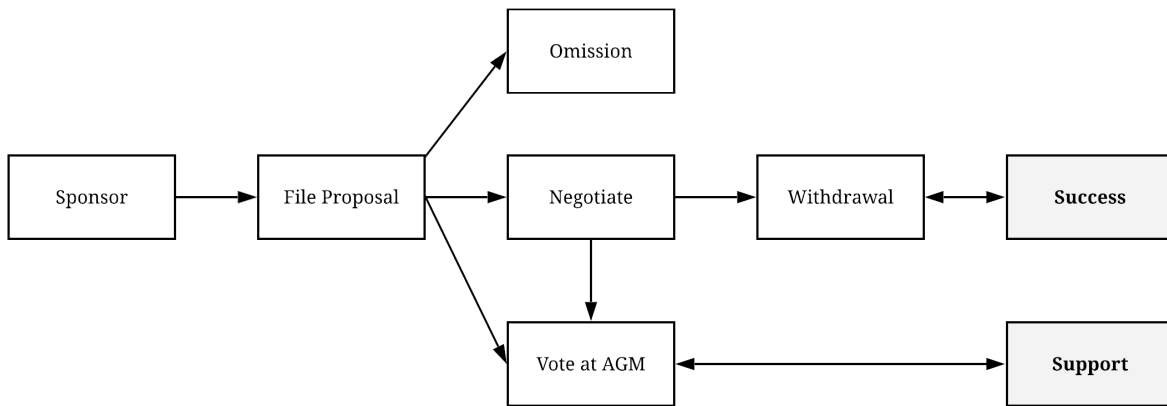 Omission
Sponsor
File Proposal
Negotiate
Withdrawal
Success
Vote at AGM
Support